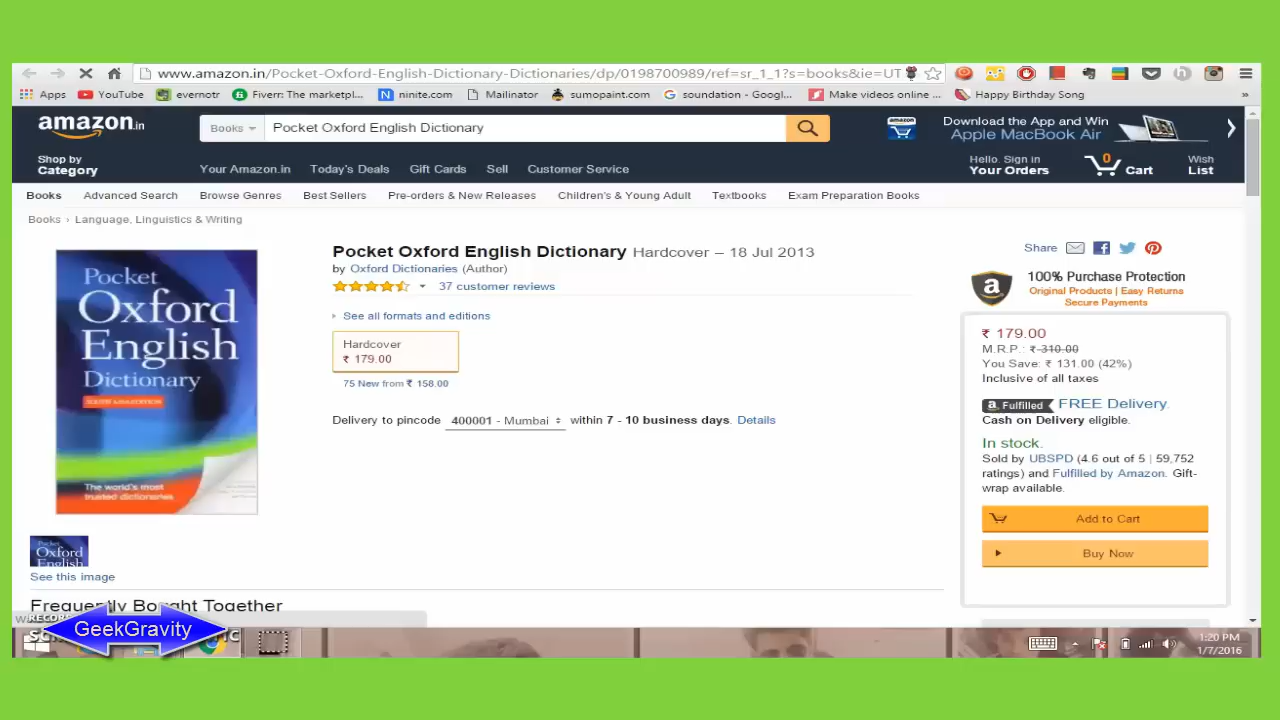 www.amazon.in/Pocket-Oxford-English-Dictionary-Dictionaries/dp/0198700989/ref=sr_1_1?s=books&ie=UT
Apps YouTube evernotr Fiverr: The marketpl... ninite.com Mailinator sumopaint.com soundation - Googl... Make videos online ... Happy Birthday Song »
amazon.in Books Pocket Oxford English Dictionary Download the App and Win
Apple MacBook Air
Shop by
Category
Your Amazon.in Today's Deals Gift Cards Sell Customer Service
Hello. Sign in
Your Orders
0
Cart
Wish
List
Books Advanced Search Browse Genres Best Sellers Pre-orders & New Releases Children's & Young Adult Textbooks Exam Preparation Books
Books › Language, Linguistics & Writing
Pocket
Oxford
English
Dictionary
The world's most
trusted dictionaries
Pocket Oxford English Dictionary Hardcover – 18 Jul 2013
by Oxford Dictionaries (Author)
37 customer reviews
See all formats and editions
Hardcover
₹ 179.00
75 New from ₹ 158.00
Delivery to pincode 400001 - Mumbai within 7 - 10 business days. Details
Share
a
100% Purchase Protection
Original Products | Easy Returns
Secure Payments
₹ 179.00
M.R.P.: ₹ 310.00
You Save: ₹ 131.00 (42%)
Inclusive of all taxes
a Fulfilled FREE Delivery.
Cash on Delivery eligible.
In stock.
Sold by UBSPD (4.6 out of 5 | 59,752
ratings) and Fulfilled by Amazon. Gift-
wrap available.
Add to Cart
Buy Now
Pocket
Oxford
English
See this image
Frequently Bought Together
GeekGravity
1:20 PM
1/7/2016